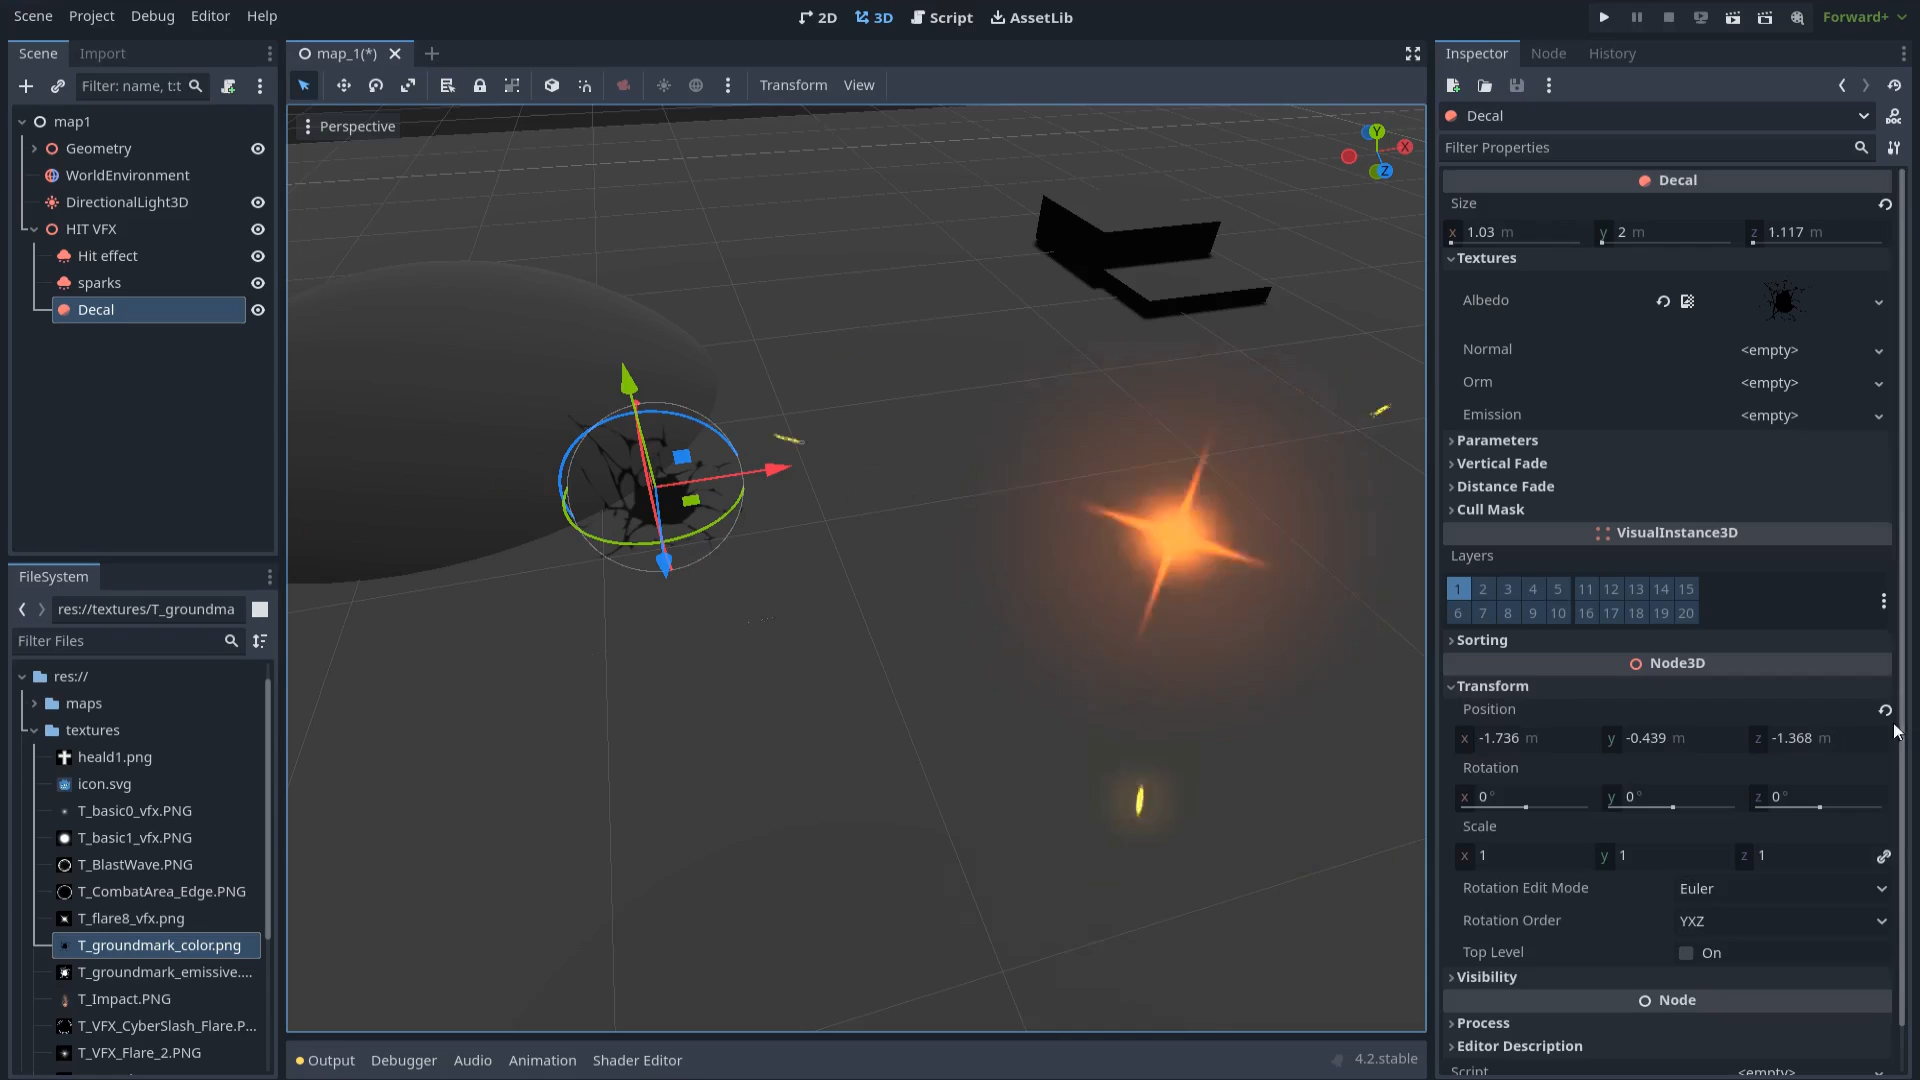 Scene Project Debug Editor Help
2D 3D Script AssetLib
Forward+
Scene Import
Filter: name, t:t
map1
Geometry
WorldEnvironment
DirectionalLight3D
HIT VFX
Hit effect
sparks
Decal
FileSystem
res://textures/T_groundma
Filter Files
res://
maps
textures
heald1.png
icon.svg
T_basic0_vfx.PNG
T_basic1_vfx.PNG
T_BlastWave.PNG
T_CombatArea_Edge.PNG
T_flare8_vfx.png
T_groundmark_color.png
T_groundmark_emissive....
T_Impact.PNG
T_VFX_CyberSlash_Flare.P...
T_VFX_Flare_2.PNG
map_1(*)
Transform View
Perspective
Y
X
Z
Output Debugger Audio Animation Shader Editor
4.2.stable
Inspector Node History
Decal
DOC
Filter Properties
Decal
Size
x 1.03 m y 2 m z 1.117 m
Textures
Albedo
Normal <empty>
Orm <empty>
Emission <empty>
Parameters
Vertical Fade
Distance Fade
Cull Mask
VisualInstance3D
Layers
1 2 3 4 5 11 12 13 14 15
6 7 8 9 10 16 17 18 19 20
Sorting
Node3D
Transform
Position
x -1.736 m y -0.439 m z -1.368 m
Rotation
x 0 ° y 0 ° z 0 °
Scale
x 1 y 1 z 1
Rotation Edit Mode Euler
Rotation Order YXZ
Top Level On
Visibility
Node
Process
Editor Description
Script <empty>